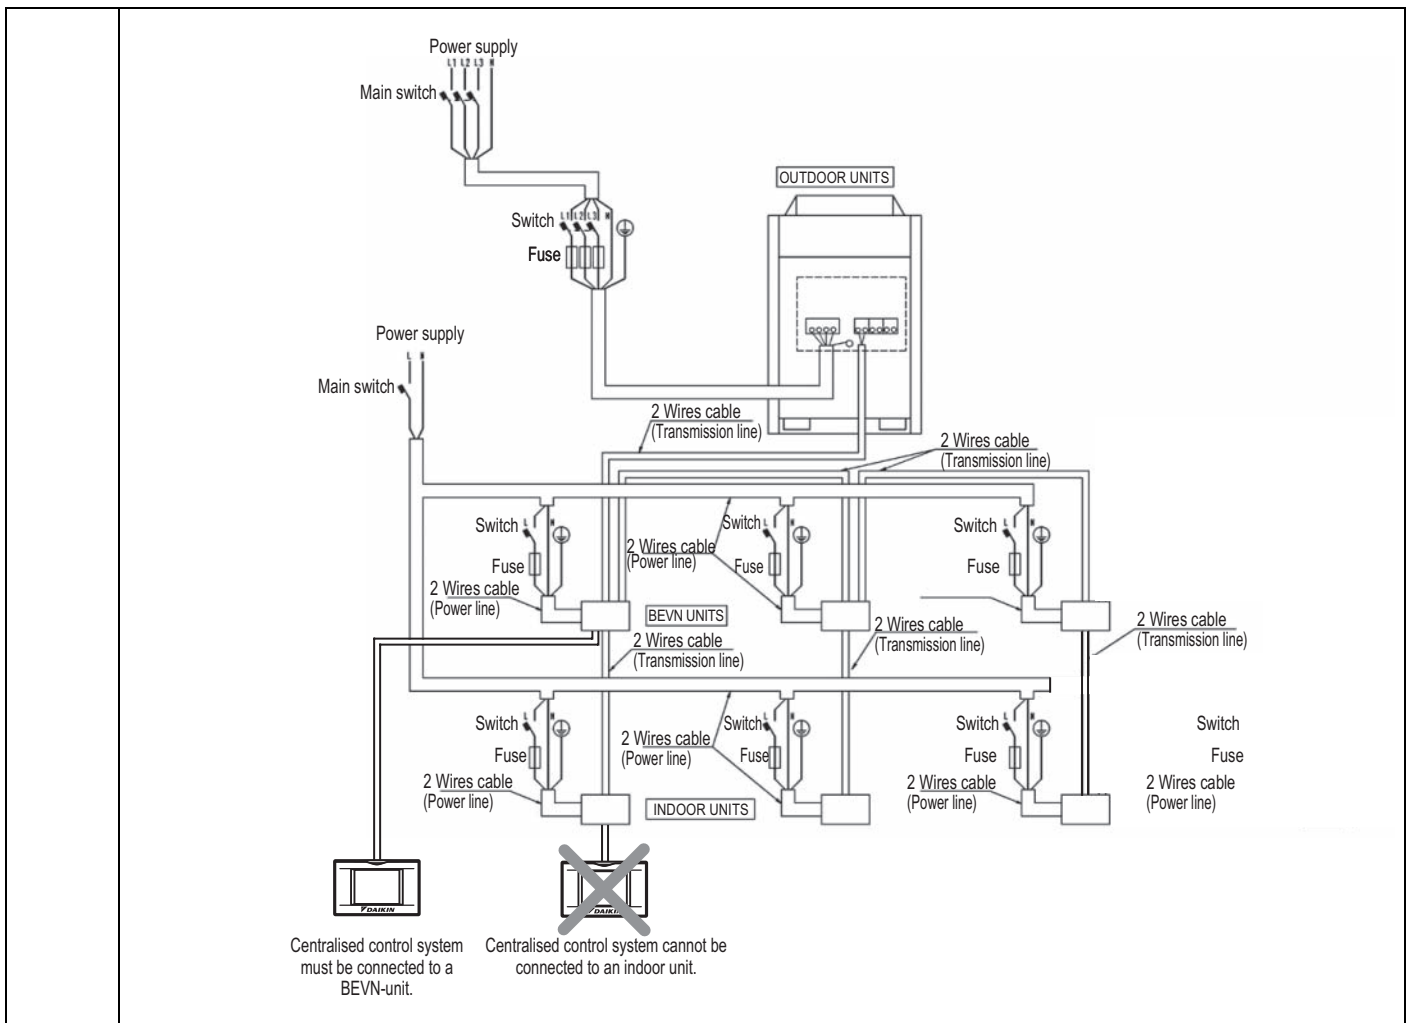 Power supply
L1 L2 L3 N
Main switch
OUTDOOR UNITS
Switch
L1 L2 L3 N
Fuse
Power supply
L N
Main switch
2 Wires cable
(Transmission line)
2 Wires cable
(Transmission line)
Switch L N
Switch L N
Switch L N
2 Wires cable
(Power line)
Fuse
Fuse
Fuse
2 Wires cable
(Power line)
BEVN UNITS
2 Wires cable
(Transmission line)
2 Wires cable
(Transmission line)
2 Wires cable
(Transmission line)
Switch L N
Switch L N
Switch L N
Switch
2 Wires cable
(Power line)
Fuse
Fuse
Fuse
Fuse
2 Wires cable
(Power line)
2 Wires cable
(Power line)
2 Wires cable
(Power line)
INDOOR UNITS
DAIKIN
DAIKIN
Centralised control system
must be connected to a
BEVN-unit.
Centralised control system cannot be
connected to an indoor unit.